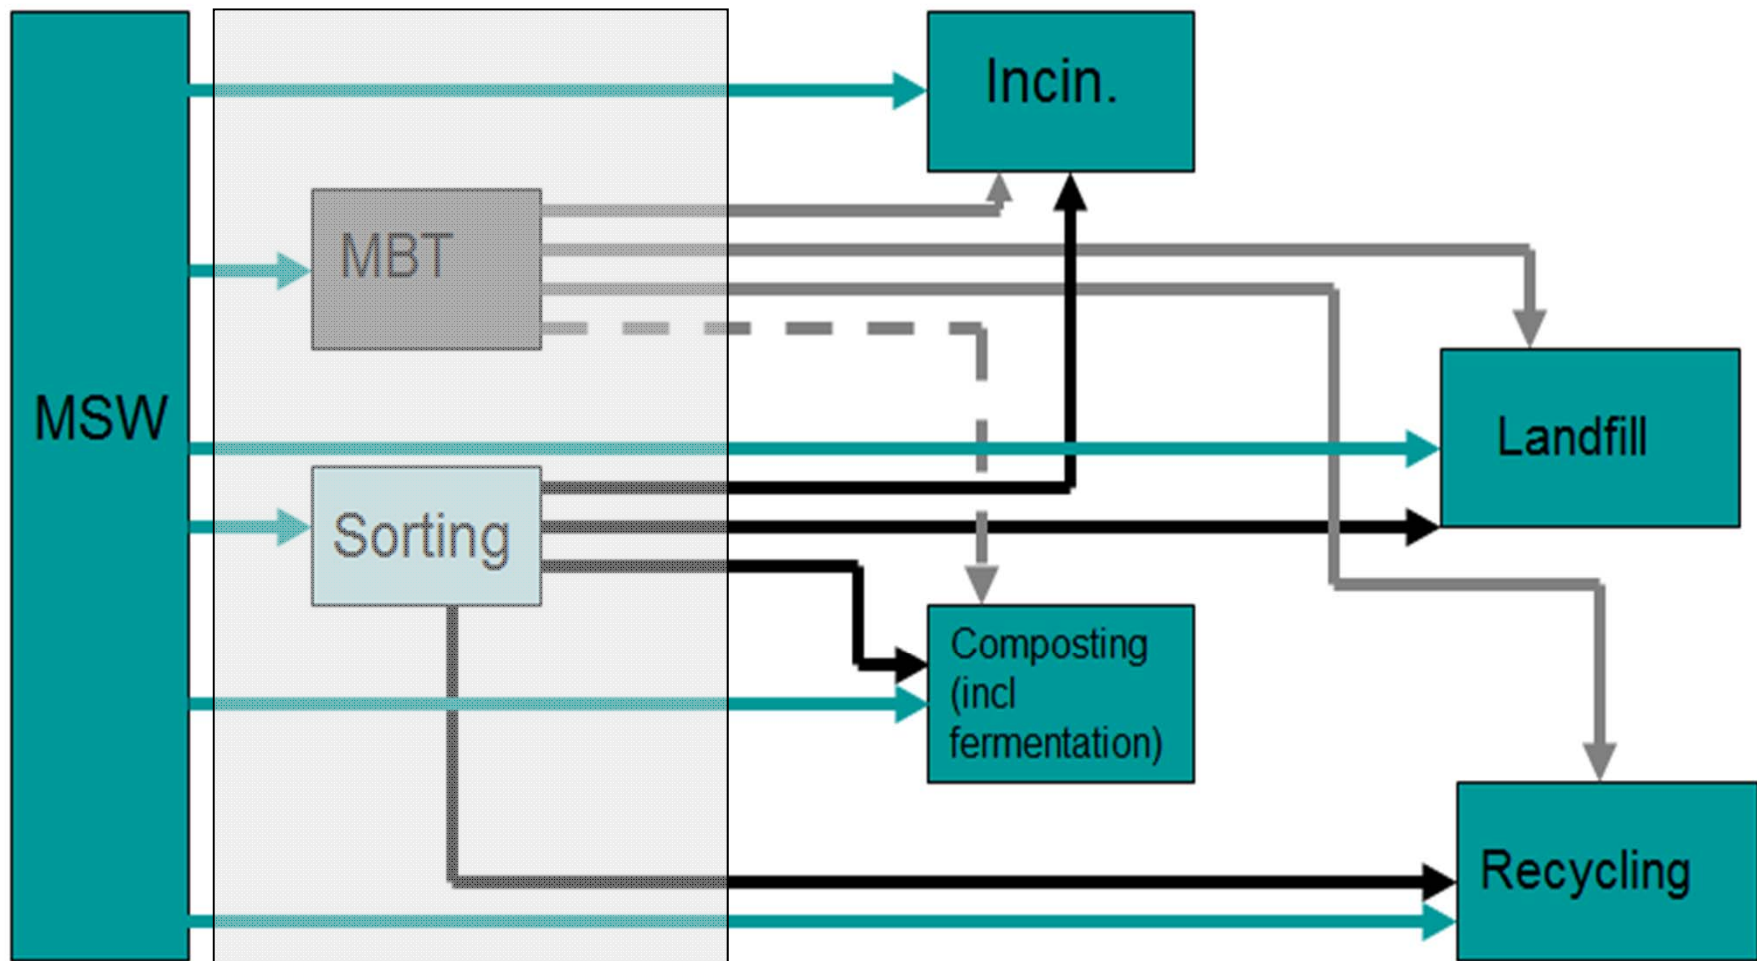 MSW
Incin.
MBT
Landfill
Sorting
Composting
(incl
fermentation)
Recycling